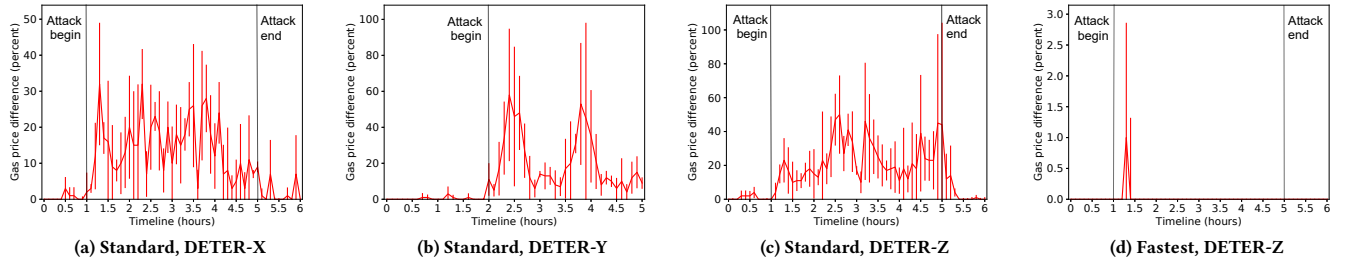 Gas price difference (percent)
50
40
30
20
10
0
Attack
begin
Attack
end
0 0.5 1 1.5 2 2.5 3 3.5 4 4.5 5 5.5 6
Timeline (hours)
(a) Standard, DETER-X
Gas price difference (percent)
100
80
60
40
20
0
Attack
begin
0 0.5 1 1.5 2 2.5 3 3.5 4 4.5 5
Timeline (hours)
(b) Standard, DETER-Y
Gas price difference (percent)
100
80
60
40
20
0
Attack
begin
Attack
end
0 0.5 1 1.5 2 2.5 3 3.5 4 4.5 5 5.5 6
Timeline (hours)
(c) Standard, DETER-Z
Gas price difference (percent)
3.0
2.5
2.0
1.5
1.0
0.5
0.0
Attack
begin
Attack
end
0 0.5 1 1.5 2 2.5 3 3.5 4 4.5 5 5.5 6
Timeline (hours)
(d) Fastest, DETER-Z